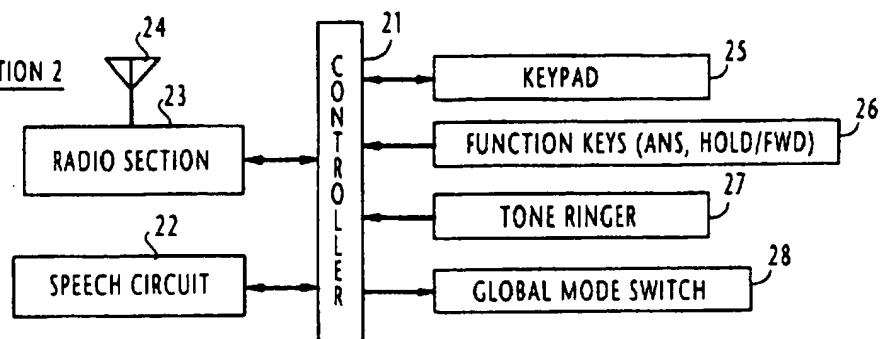 24
TION 2
23
RADIO SECTION
22
SPEECH CIRCUIT
21
CONTROLLER
25
KEYPAD
26
FUNCTION KEYS (ANS, HOLD/FWD)
27
TONE RINGER
28
GLOBAL MODE SWITCH